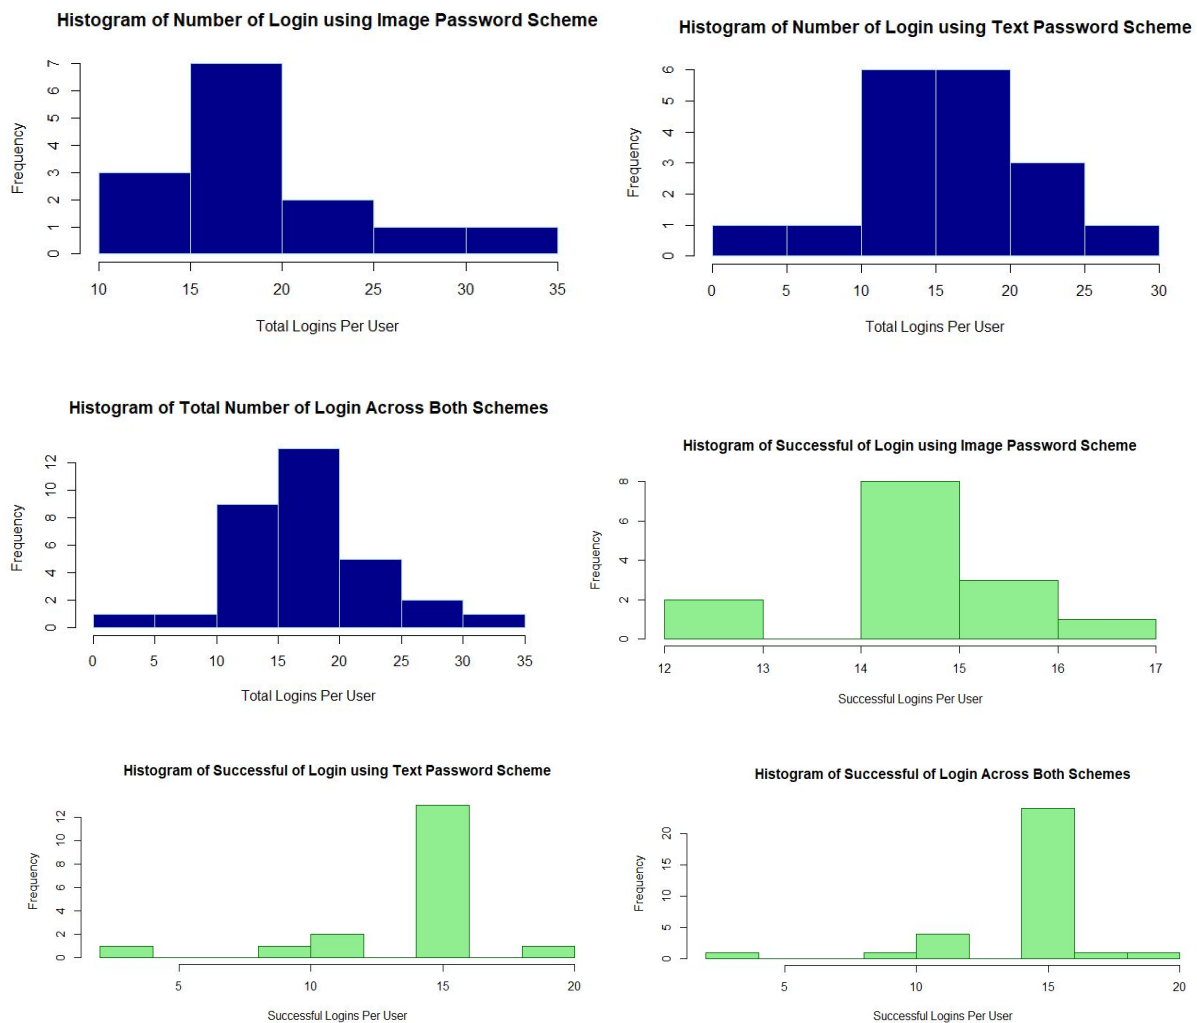 Histogram of Number of Login using Image Password Scheme
Frequency
0 1 2 3 4 5 6 7
10 15 20 25 30 35
Total Logins Per User
Histogram of Number of Login using Text Password Scheme
Frequency
0 1 2 3 4 5 6
0 5 10 15 20 25 30
Total Logins Per User
Histogram of Total Number of Login Across Both Schemes
Frequency
0 2 4 6 8 10 12
0 5 10 15 20 25 30 35
Total Logins Per User
Histogram of Successful of Login using Image Password Scheme
Frequency
0 2 4 6 8
12 13 14 15 16 17
Successful Logins Per User
Histogram of Successful of Login using Text Password Scheme
Frequency
0 2 4 6 8 10 12
5 10 15 20
Successful Logins Per User
Histogram of Successful of Login Across Both Schemes
Frequency
0 5 10 15 20
5 10 15 20
Successful Logins Per User